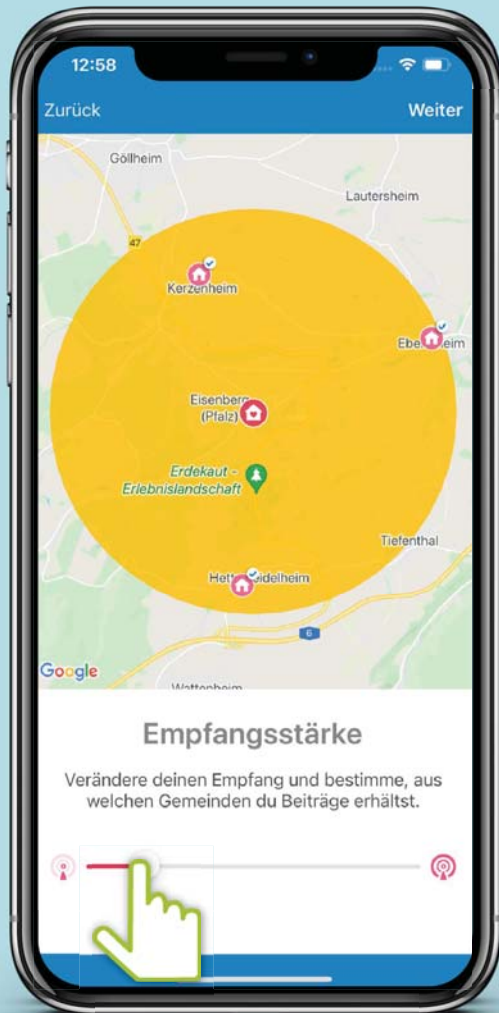 12:58
Zurück
Weiter
Göllheim
Lautersheim
47
Kerzenheim
Eisenberg
(Pfalz)
Erdekaut -
Erlebnislandschaft
Tiefenthal
6
Google
Wattenheim
Empfangsstärke
Verändere deinen Empfang und bestimme, aus
welchen Gemeinden du Beiträge erhältst.